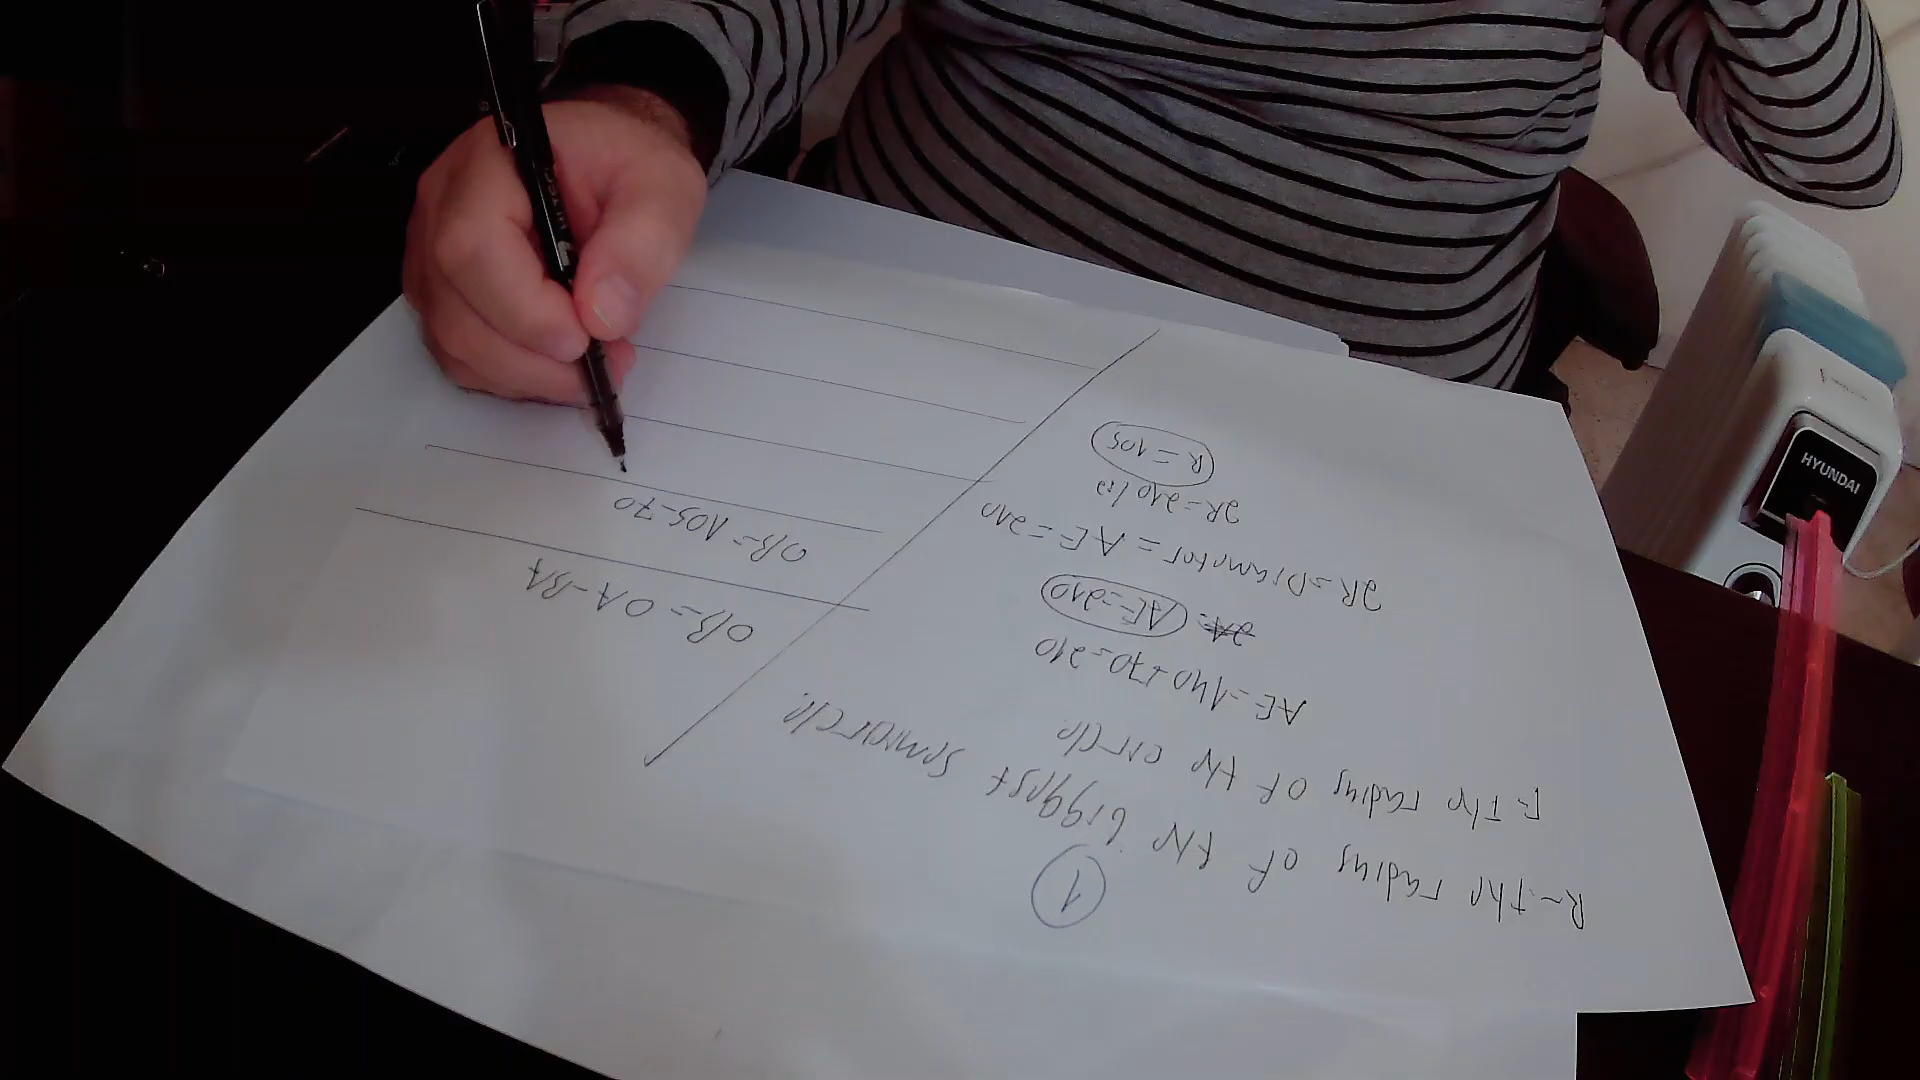 1
R-the radius of the biggest semicircle.
r- The radius of the circle
AE=140+70=210
AE=210
2R=Diameter=AE=210
2R=210/:2
R=105
OB=OA-BA
OB=105-70
HYUNDAI